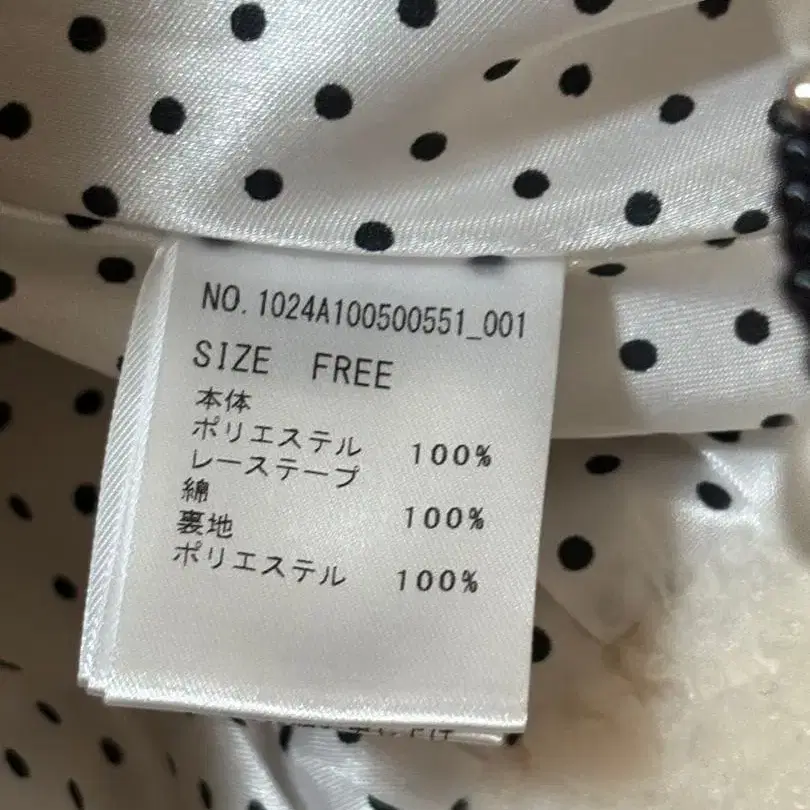 NO. 1024A100500551_001
SIZE FREE
本体
ポリエステル 100%
レーステープ
綿 100%
裏地
ポリエステル 100%